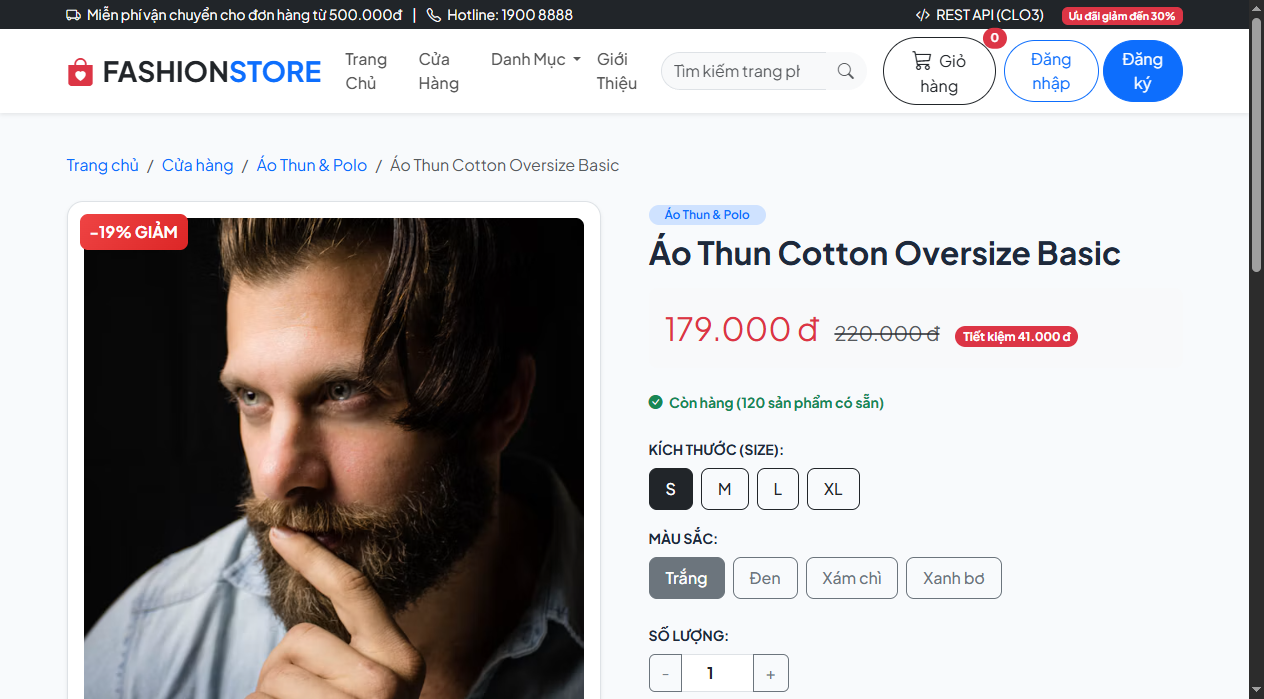 Miễn phí vận chuyển cho đơn hàng từ 500.000đ | Hotline: 1900 8888
REST API (CLO3) Ưu đãi giảm đến 30%
FASHIONSTORE
Trang Chủ
Cửa Hàng
Danh Mục
Giới Thiệu
Tìm kiếm trang ph
Giỏ hàng
0
Đăng nhập
Đăng ký
Trang chủ / Cửa hàng / Áo Thun & Polo / Áo Thun Cotton Oversize Basic
-19% GIẢM
Áo Thun & Polo
Áo Thun Cotton Oversize Basic
179.000 đ 220.000 đ Tiết kiệm 41.000 đ
Còn hàng (120 sản phẩm có sẵn)
KÍCH THƯỚC (SIZE):
S M L XL
MÀU SẮC:
Trắng Đen Xám chì Xanh bơ
SỐ LƯỢNG:
- 1 +